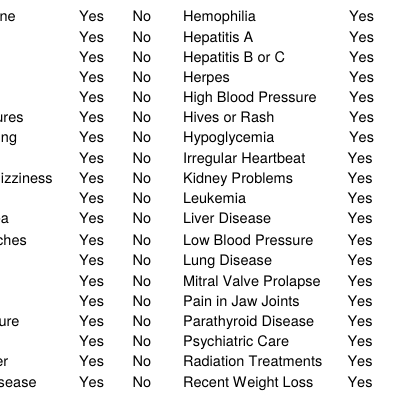 ne Yes No Hemophilia Yes
Yes No Hepatitis A Yes
Yes No Hepatitis B or C Yes
Yes No Herpes Yes
Yes No High Blood Pressure Yes
ures Yes No Hives or Rash Yes
ng Yes No Hypoglycemia Yes
Yes No Irregular Heartbeat Yes
izziness Yes No Kidney Problems Yes
Yes No Leukemia Yes
a Yes No Liver Disease Yes
ches Yes No Low Blood Pressure Yes
Yes No Lung Disease Yes
Yes No Mitral Valve Prolapse Yes
Yes No Pain in Jaw Joints Yes
ure Yes No Parathyroid Disease Yes
Yes No Psychiatric Care Yes
er Yes No Radiation Treatments Yes
sease Yes No Recent Weight Loss Yes